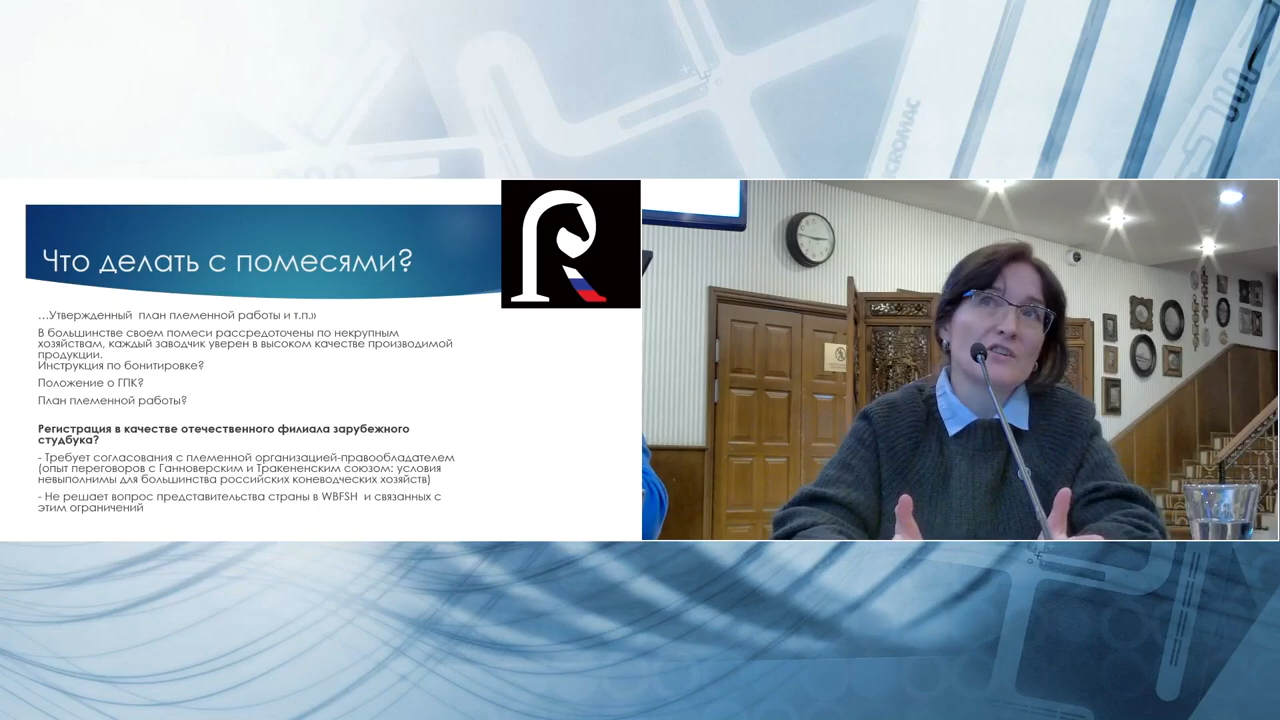 Что делать с помесями?
…Утвержденный план племенной работы и т.п.»
В большинстве своем помеси рассредоточены по некрупным
хозяйствам, каждый заводчик уверен в высоком качестве производимой
продукции.
Инструкция по бонитировке?
Положение о ГПК?
План племенной работы?
Регистрация в качестве отечественного филиала зарубежного
студбука?
- Требует согласования с племенной организацией-правообладателем
(опыт переговоров с Ганноверским и Тракененским союзом: условия
невыполнимы для большинства российских коневодческих хозяйств)
- Не решает вопрос представительства страны в WBFSH и связанных с
этим ограничений